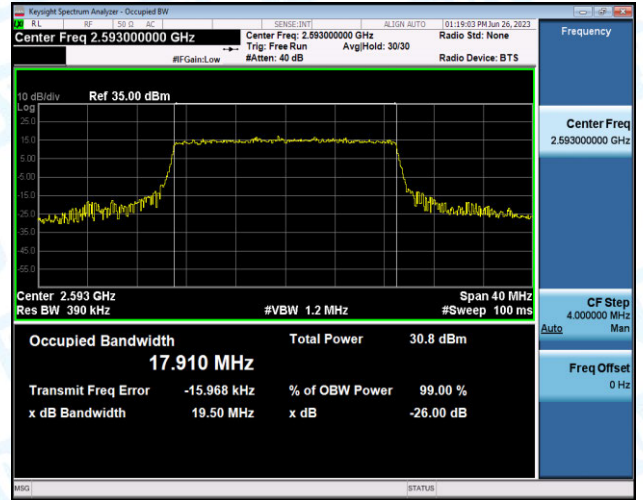 Keysight Spectrum Analyzer - Occupied BW
RL RF 50 Ω AC SENSE:INT ALIGN AUTO 01:19:03 PM Jun 26, 2023
Center Freq 2.593000000 GHz
Center Freq: 2.593000000 GHz
Radio Std: None
Trig: Free Run Avg|Hold: 30/30
#IFGain:Low #Atten: 40 dB Radio Device: BTS
10 dB/div Ref 35.00 dBm
Log
25.0
15.0
5.00
-5.00
-15.0
-25.0
-35.0
-45.0
-55.0
Center 2.593 GHz Span 40 MHz
Res BW 390 kHz #VBW 1.2 MHz #Sweep 100 ms
Occupied Bandwidth Total Power 30.8 dBm
17.910 MHz
Transmit Freq Error -15.968 kHz % of OBW Power 99.00 %
x dB Bandwidth 19.50 MHz x dB -26.00 dB
MSG STATUS
Frequency
Center Freq
2.593000000 GHz
CF Step
4.000000 MHz
Auto Man
Freq Offset
0 Hz